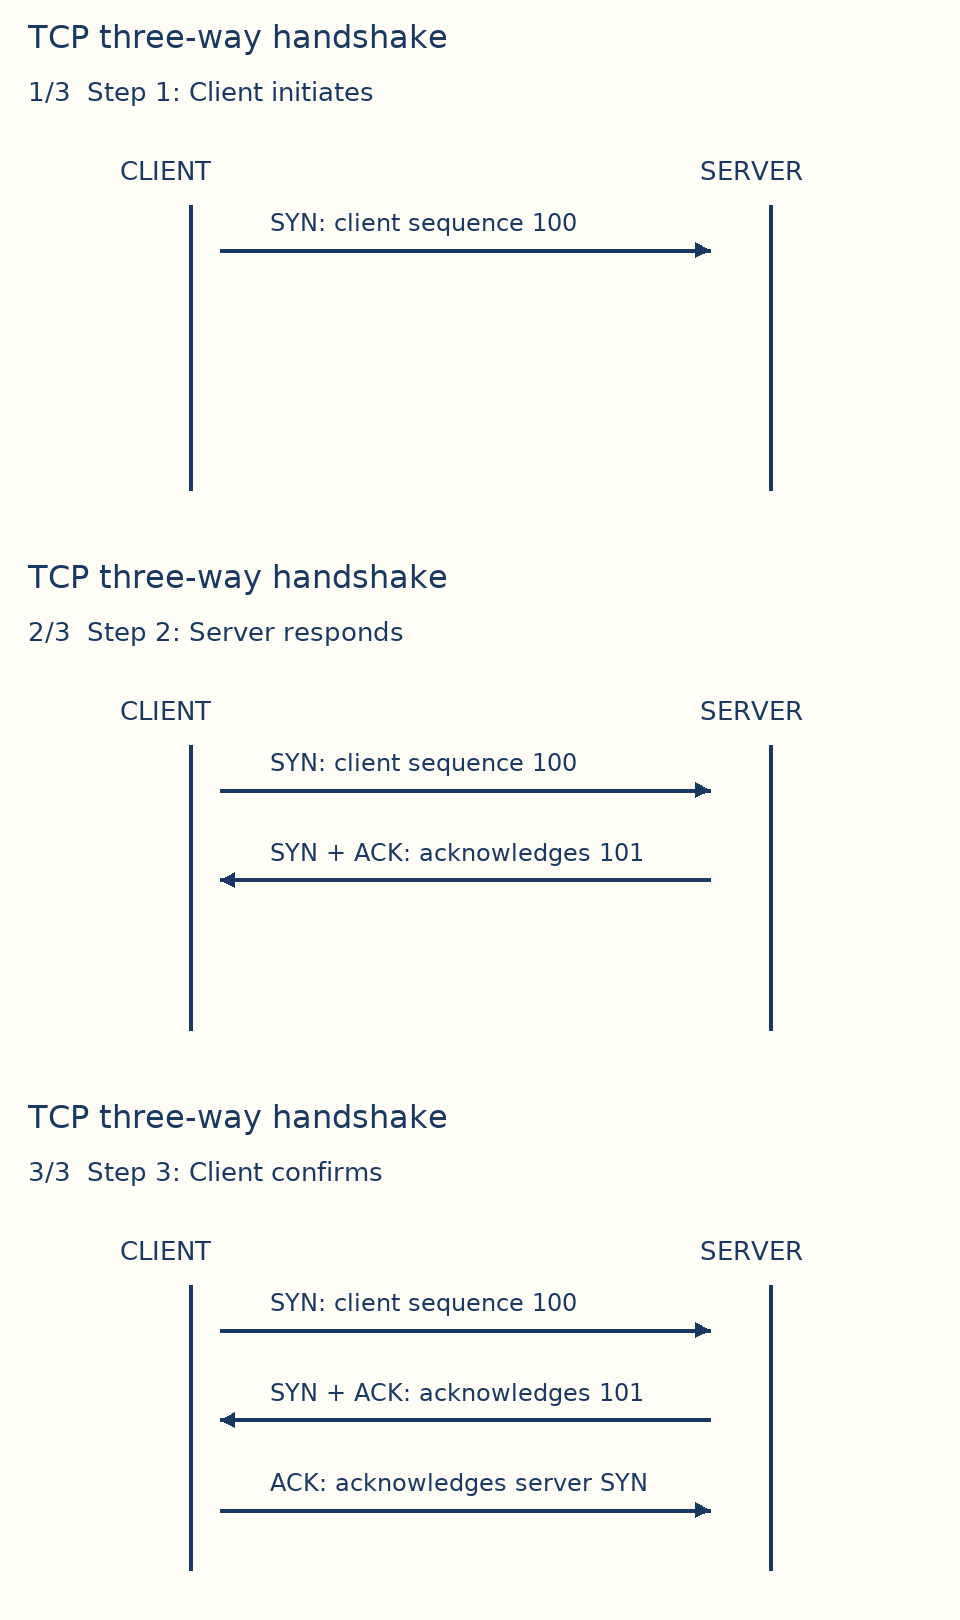 TCP three-way handshake
1/3  Step 1: Client initiates
CLIENT SERVER
SYN: client sequence 100
TCP three-way handshake
2/3  Step 2: Server responds
CLIENT SERVER
SYN: client sequence 100
SYN + ACK: acknowledges 101
TCP three-way handshake
3/3  Step 3: Client confirms
CLIENT SERVER
SYN: client sequence 100
SYN + ACK: acknowledges 101
ACK: acknowledges server SYN